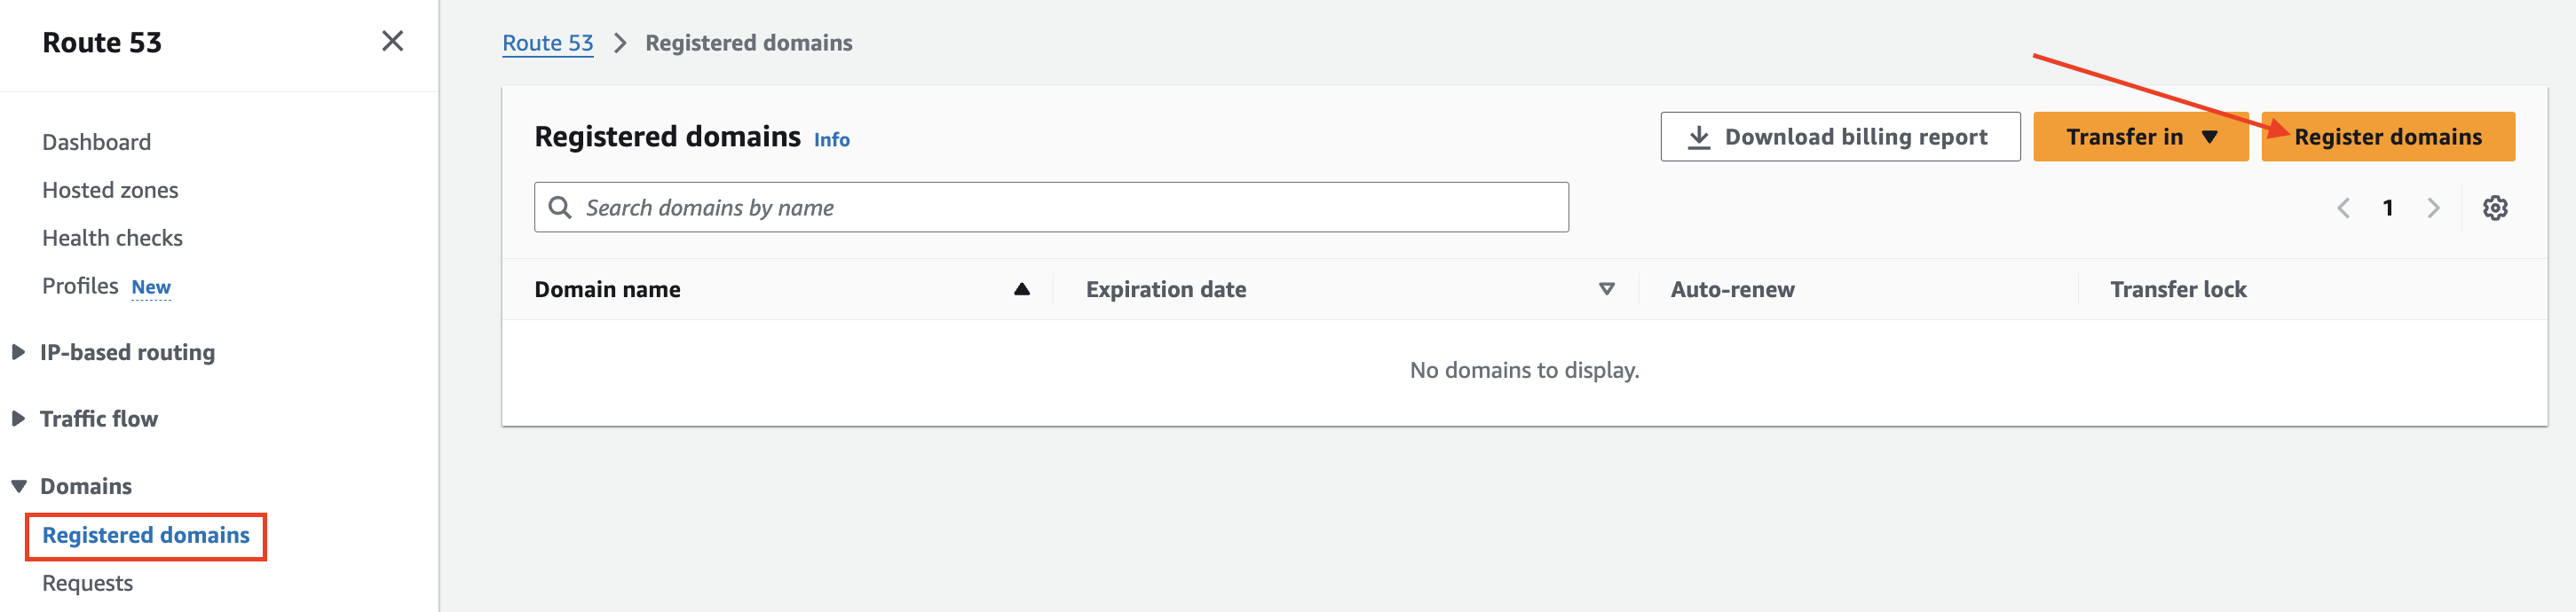 Route 53
Dashboard
Hosted zones
Health checks
Profiles New
IP-based routing
Traffic flow
Domains
Registered domains
Requests
Route 53 > Registered domains
Registered domains Info
Download billing report
Transfer in
Register domains
Search domains by name
1
Domain name
Expiration date
Auto-renew
Transfer lock
No domains to display.